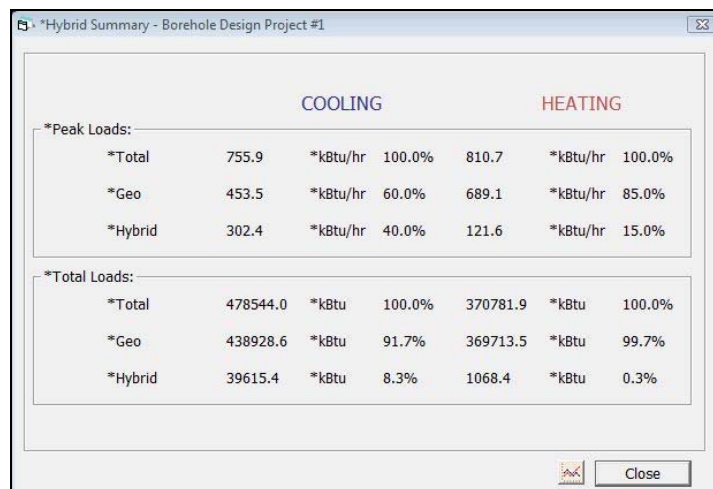 *Hybrid Summary - Borehole Design Project #1
COOLING HEATING
*Peak Loads:
*Total 755.9 *kBtu/hr 100.0% 810.7 *kBtu/hr 100.0%
*Geo 453.5 *kBtu/hr 60.0% 689.1 *kBtu/hr 85.0%
*Hybrid 302.4 *kBtu/hr 40.0% 121.6 *kBtu/hr 15.0%
*Total Loads:
*Total 478544.0 *kBtu 100.0% 370781.9 *kBtu 100.0%
*Geo 438928.6 *kBtu 91.7% 369713.5 *kBtu 99.7%
*Hybrid 39615.4 *kBtu 8.3% 1068.4 *kBtu 0.3%
Close